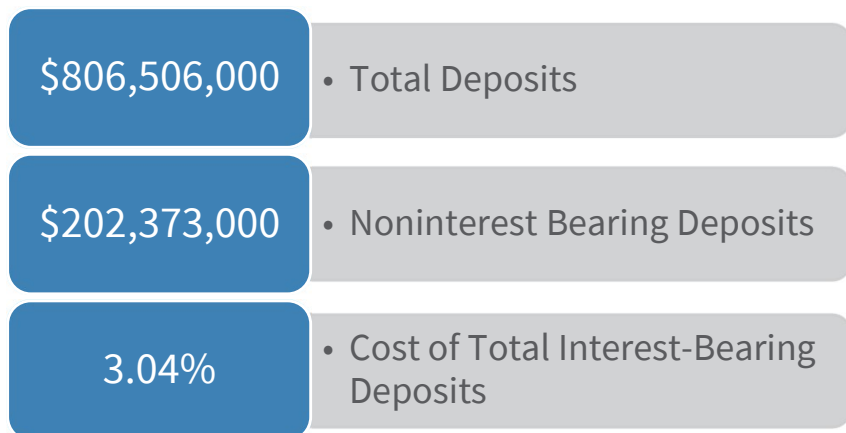 $806,506,000
• Total Deposits
$202,373,000
• Noninterest Bearing Deposits
3.04%
• Cost of Total Interest-Bearing
Deposits